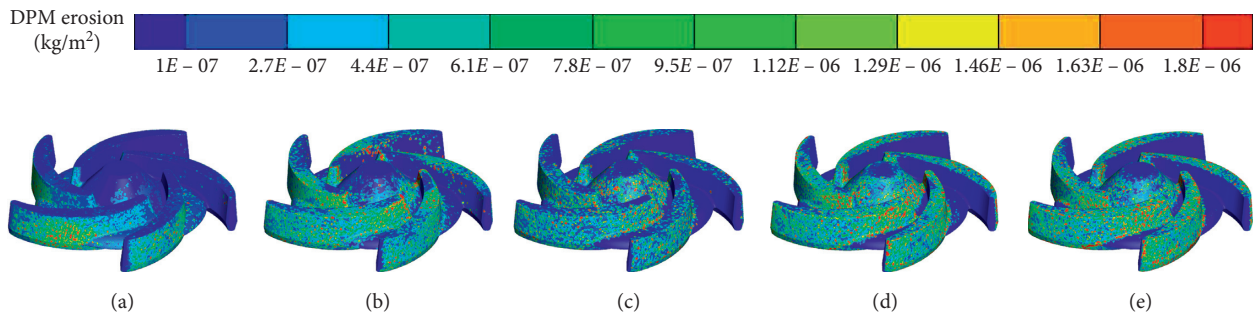 DPM erosion
(kg/m²)
1E – 07 2.7E – 07 4.4E – 07 6.1E – 07 7.8E – 07 9.5E – 07 1.12E – 06 1.29E – 06 1.46E – 06 1.63E – 06 1.8E – 06
(a) (b) (c) (d) (e)